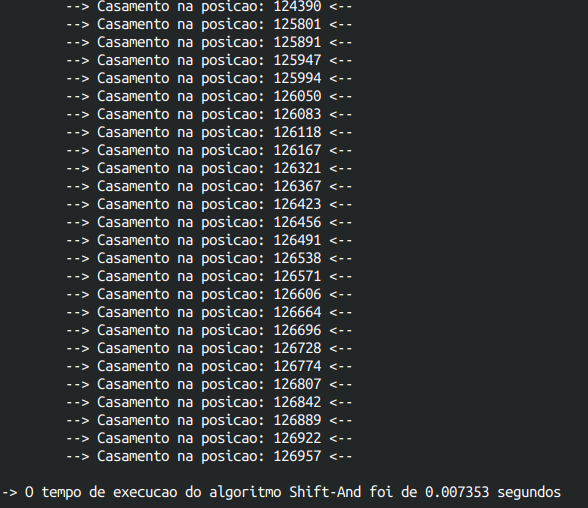 --> Casamento na posicao: 124390 <--
--> Casamento na posicao: 125801 <--
--> Casamento na posicao: 125891 <--
--> Casamento na posicao: 125947 <--
--> Casamento na posicao: 125994 <--
--> Casamento na posicao: 126050 <--
--> Casamento na posicao: 126083 <--
--> Casamento na posicao: 126118 <--
--> Casamento na posicao: 126167 <--
--> Casamento na posicao: 126321 <--
--> Casamento na posicao: 126367 <--
--> Casamento na posicao: 126423 <--
--> Casamento na posicao: 126456 <--
--> Casamento na posicao: 126491 <--
--> Casamento na posicao: 126538 <--
--> Casamento na posicao: 126571 <--
--> Casamento na posicao: 126606 <--
--> Casamento na posicao: 126664 <--
--> Casamento na posicao: 126696 <--
--> Casamento na posicao: 126728 <--
--> Casamento na posicao: 126774 <--
--> Casamento na posicao: 126807 <--
--> Casamento na posicao: 126842 <--
--> Casamento na posicao: 126889 <--
--> Casamento na posicao: 126922 <--
--> Casamento na posicao: 126957 <--
-> O tempo de execucao do algoritmo Shift-And foi de 0.007353 segundos